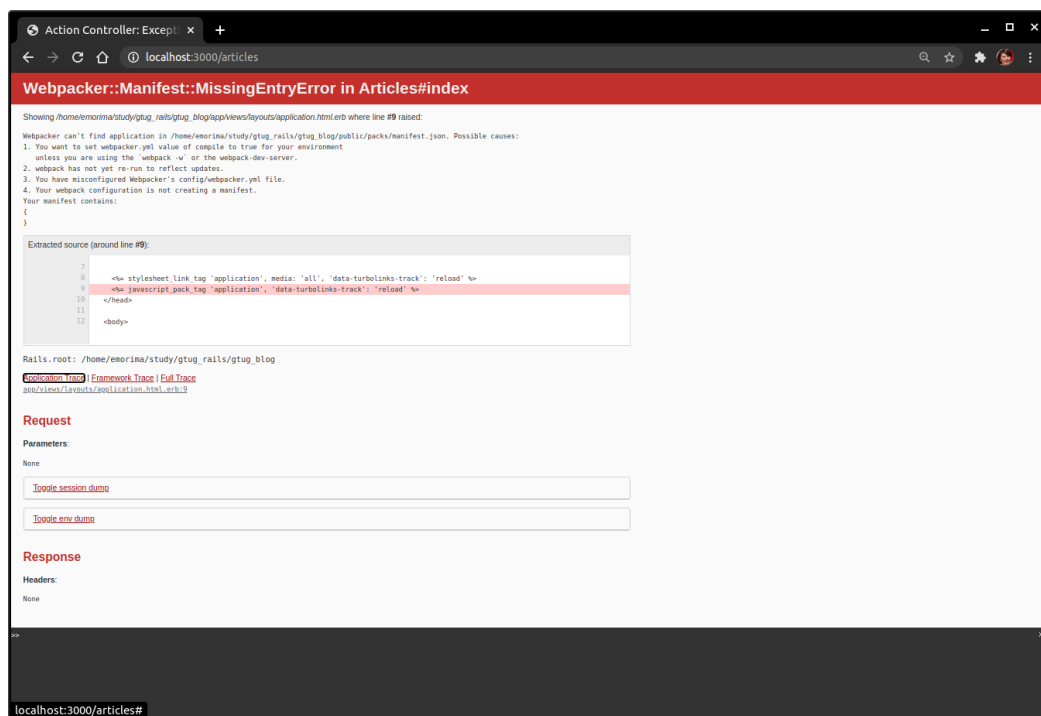 Action Controller: Excepti
localhost:3000/articles
Webpacker::Manifest::MissingEntryError in Articles#index
Showing /home/emorima/study/gtug_rails/gtug_blog/app/views/layouts/application.html.erb where line #9 raised:
Webpacker can't find application in /home/emorima/study/gtug_rails/gtug_blog/public/packs/manifest.json. Possible causes:
1. You want to set webpacker.yml value of compile to true for your environment
unless you are using the `webpack -w` or the webpack-dev-server.
2. webpack has not yet re-run to reflect updates.
3. You have misconfigured Webpacker's config/webpacker.yml file.
4. Your webpack configuration is not creating a manifest.
Your manifest contains:
{
}
Extracted source (around line #9):
7
8 <%= stylesheet_link_tag 'application', media: 'all', 'data-turbolinks-track': 'reload' %>
9 <%= javascript_pack_tag 'application', 'data-turbolinks-track': 'reload' %>
10 </head>
11
12 <body>
Rails.root: /home/emorima/study/gtug_rails/gtug_blog
Application Trace | Framework Trace | Full Trace
app/views/layouts/application.html.erb:9
Request
Parameters:
None
Toggle session dump
Toggle env dump
Response
Headers:
None
>>
localhost:3000/articles#